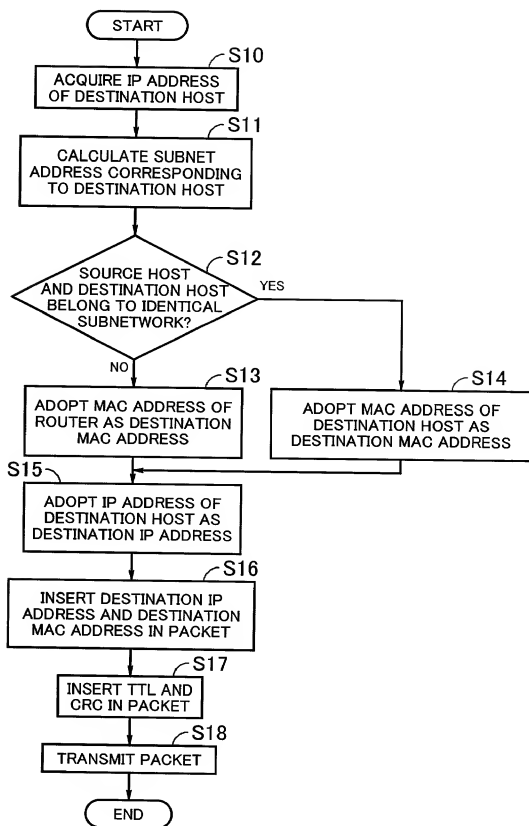 START
S10
ACQUIRE IP ADDRESS
OF DESTINATION HOST
S11
CALCULATE SUBNET
ADDRESS CORRESPONDING
TO DESTINATION HOST
S12
SOURCE HOST
AND DESTINATION HOST
BELONG TO IDENTICAL
SUBNETWORK?
YES
NO
S13
ADOPT MAC ADDRESS OF
ROUTER AS DESTINATION
MAC ADDRESS
S14
ADOPT MAC ADDRESS OF
DESTINATION HOST AS
DESTINATION MAC ADDRESS
S15
ADOPT IP ADDRESS OF
DESTINATION HOST AS
DESTINATION IP ADDRESS
S16
INSERT DESTINATION IP
ADDRESS AND DESTINATION
MAC ADDRESS IN PACKET
S17
INSERT TTL AND
CRC IN PACKET
S18
TRANSMIT PACKET
END